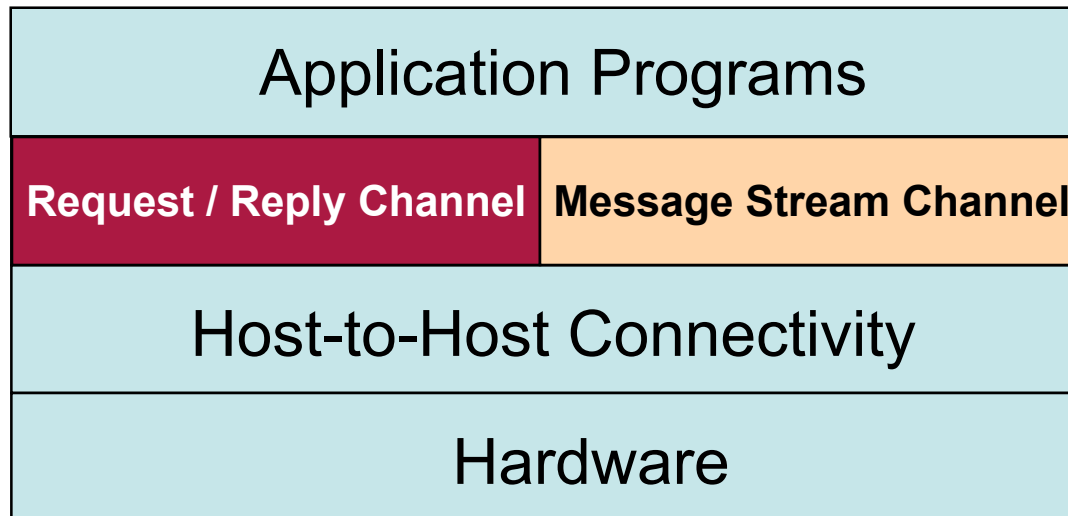 Application Programs
Request / Reply Channel
Message Stream Channel
Host-to-Host Connectivity
Hardware